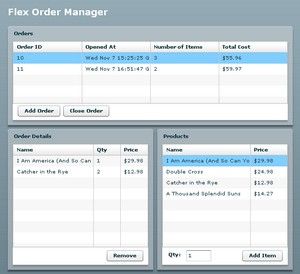 Flex Order Manager
Orders
Order ID Opened At Number of Items Total Cost
10 Wed Nov 7 15:25:25 G 3 $55.96
11 Wed Nov 7 16:51:47 G 2 $59.97
Add Order Close Order
Order Details
Name Qty Price
I Am America (And So Can 1 $29.98
Catcher in the Rye 2 $12.98
Remove
Products
Name Price
I Am America (And So Can Yo $29.98
Double Cross $24.98
Catcher in the Rye $12.98
A Thousand Splendid Suns $14.27
Qty: 1 Add Item